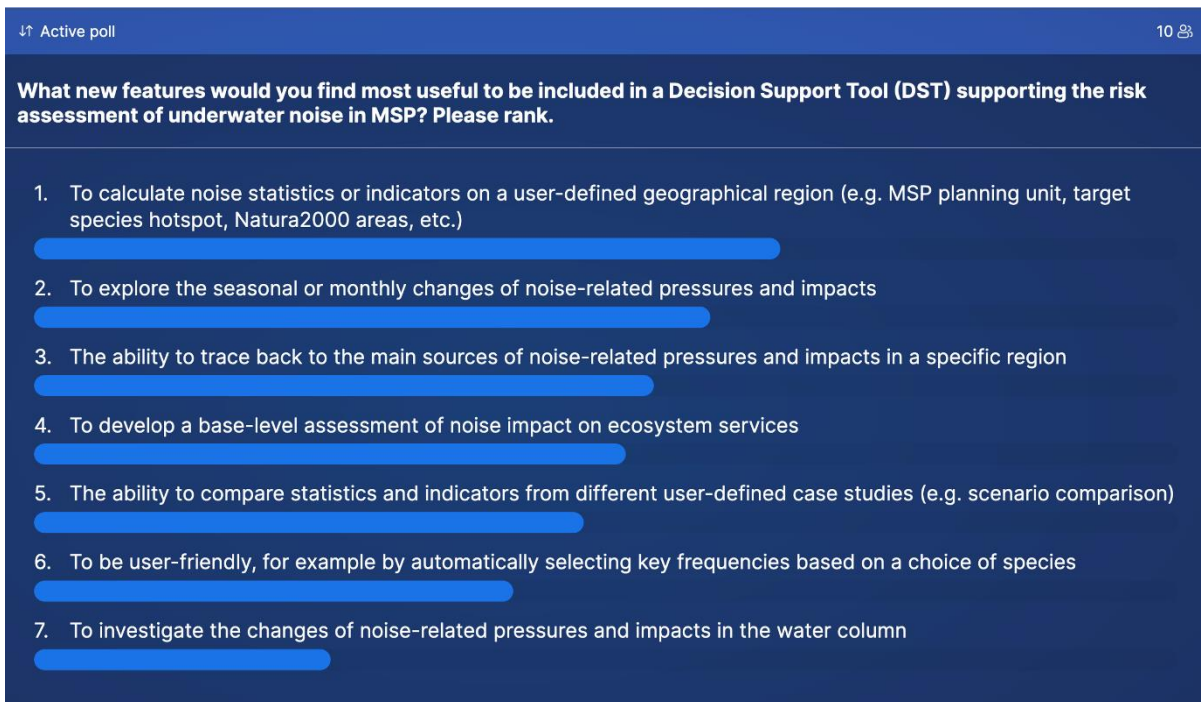 Active poll
10
What new features would you find most useful to be included in a Decision Support Tool (DST) supporting the risk
assessment of underwater noise in MSP? Please rank.
1. To calculate noise statistics or indicators on a user-defined geographical region (e.g. MSP planning unit, target
species hotspot, Natura2000 areas, etc.)
2. To explore the seasonal or monthly changes of noise-related pressures and impacts
3. The ability to trace back to the main sources of noise-related pressures and impacts in a specific region
4. To develop a base-level assessment of noise impact on ecosystem services
5. The ability to compare statistics and indicators from different user-defined case studies (e.g. scenario comparison)
6. To be user-friendly, for example by automatically selecting key frequencies based on a choice of species
7. To investigate the changes of noise-related pressures and impacts in the water column